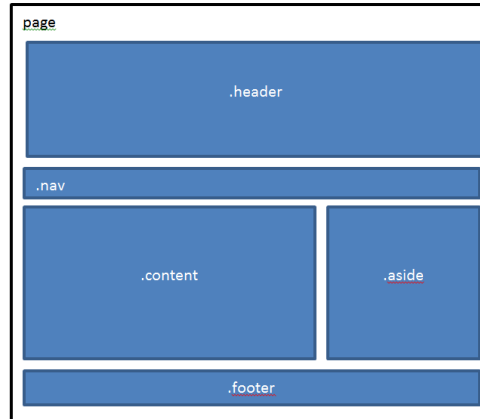 page
.header
.nav
.content
.aside
.footer